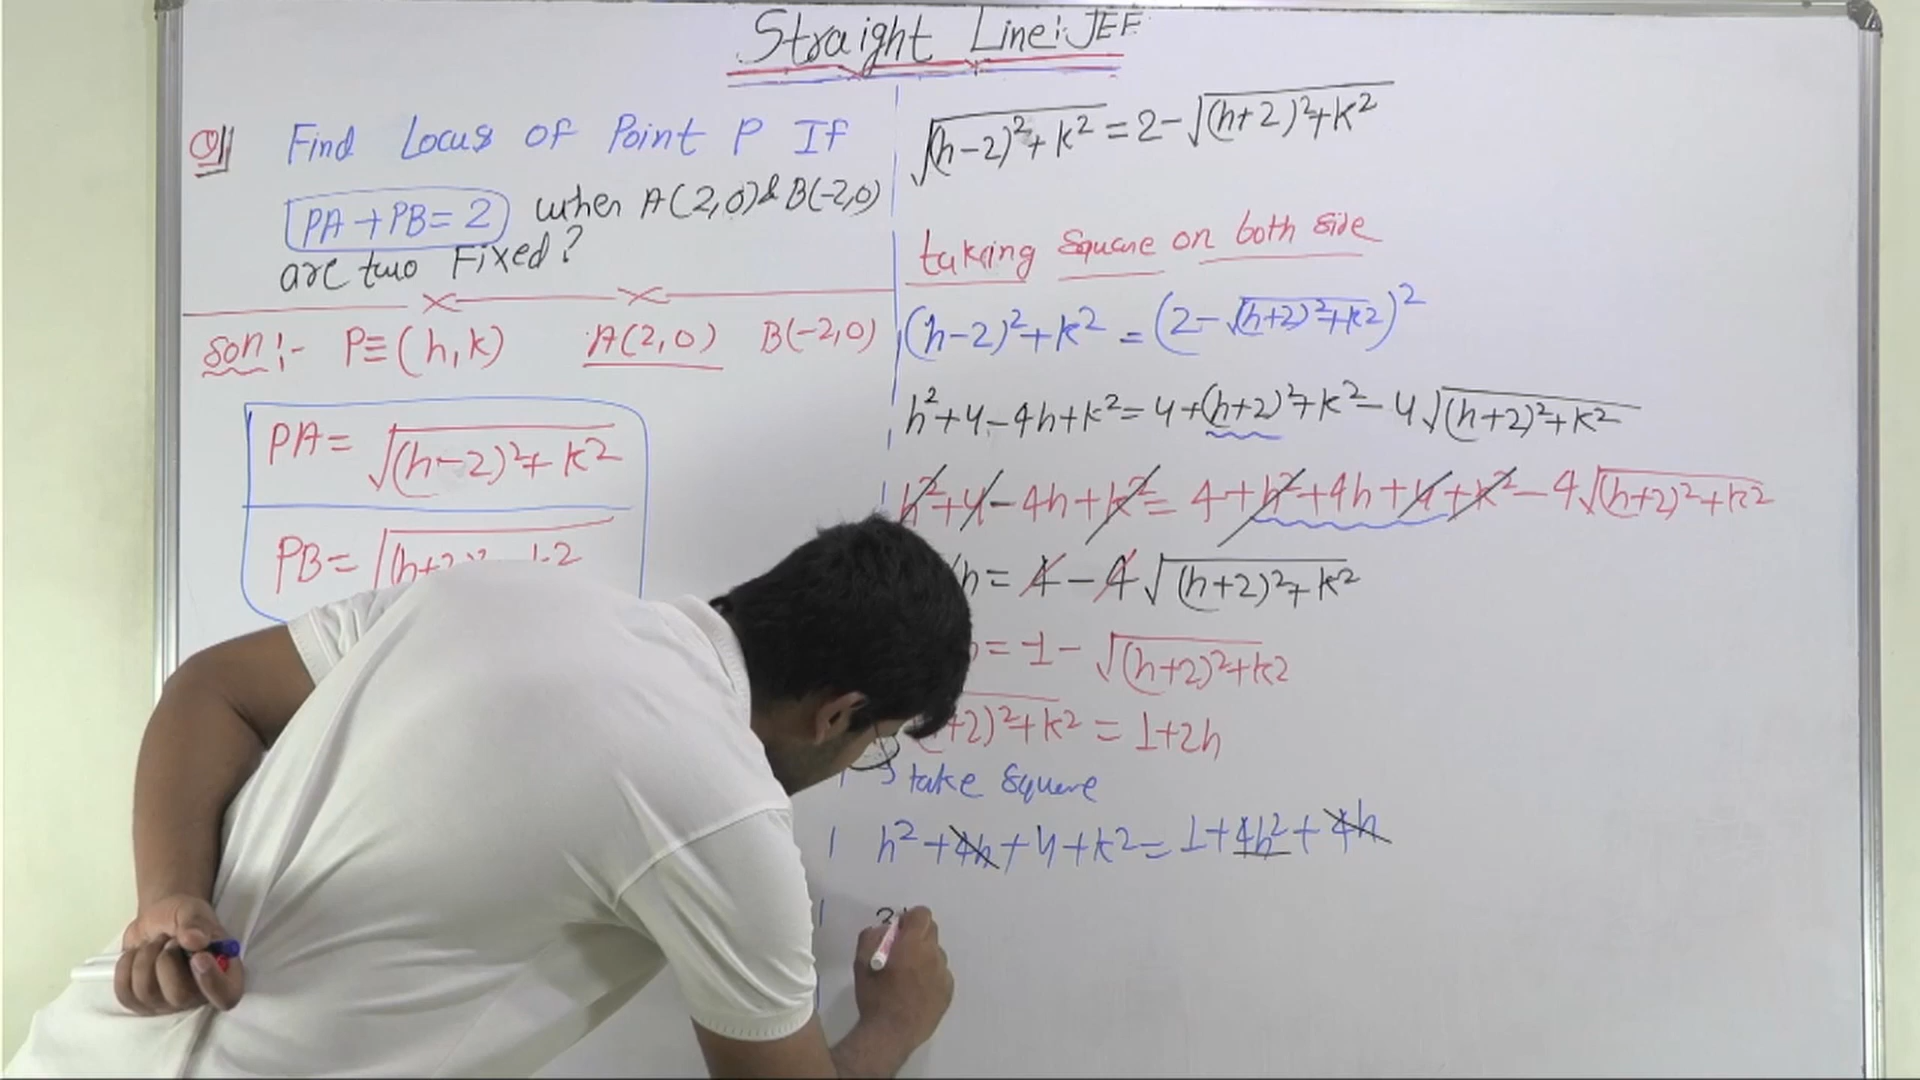 Straight Line:JEE
Q1 Find Locus of Point P If
PA+PB=2 when A(2,0)& B(-2,0)
are two Fixed?
Son:- P≡(h,k) A(2,0) B(-2,0)
PA=√(h-2)²+k²
PB=
√(h-2)²+k²=2-√(h+2)²+k²
taking Square on both side
(h-2)²+k²=(2-√(h+2)²+k²)²
h²+4-4h+k²=4+(h+2)²+k²-4√(h+2)²+k²
h²+4-4h+k²=4+h²+4h+4+k²-4√(h+2)²+k²
h=4-4√(h+2)²+k²
=-1-√(h+2)²+k²
+2)²+k²=1+2h
take Square
h²+4h+4+k²=1+4h²+4h